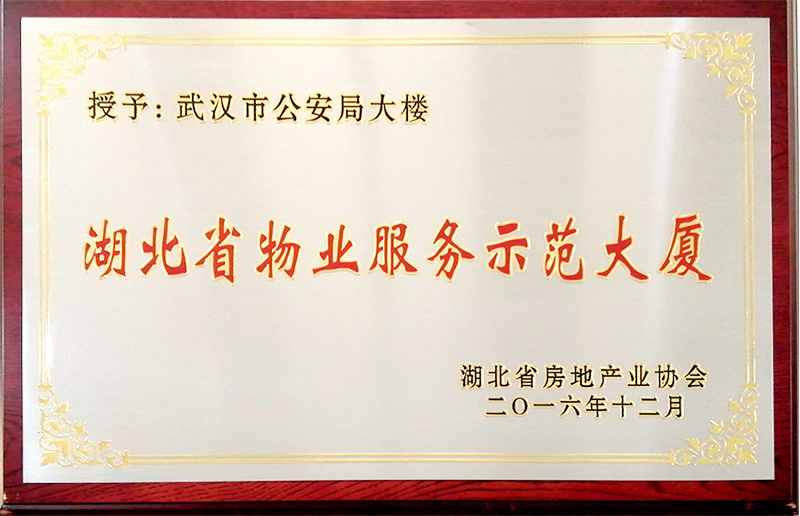 授予：武汉市公安局大楼
湖北省物业服务示范大厦
湖北省房地产业协会
二O一六年十二月